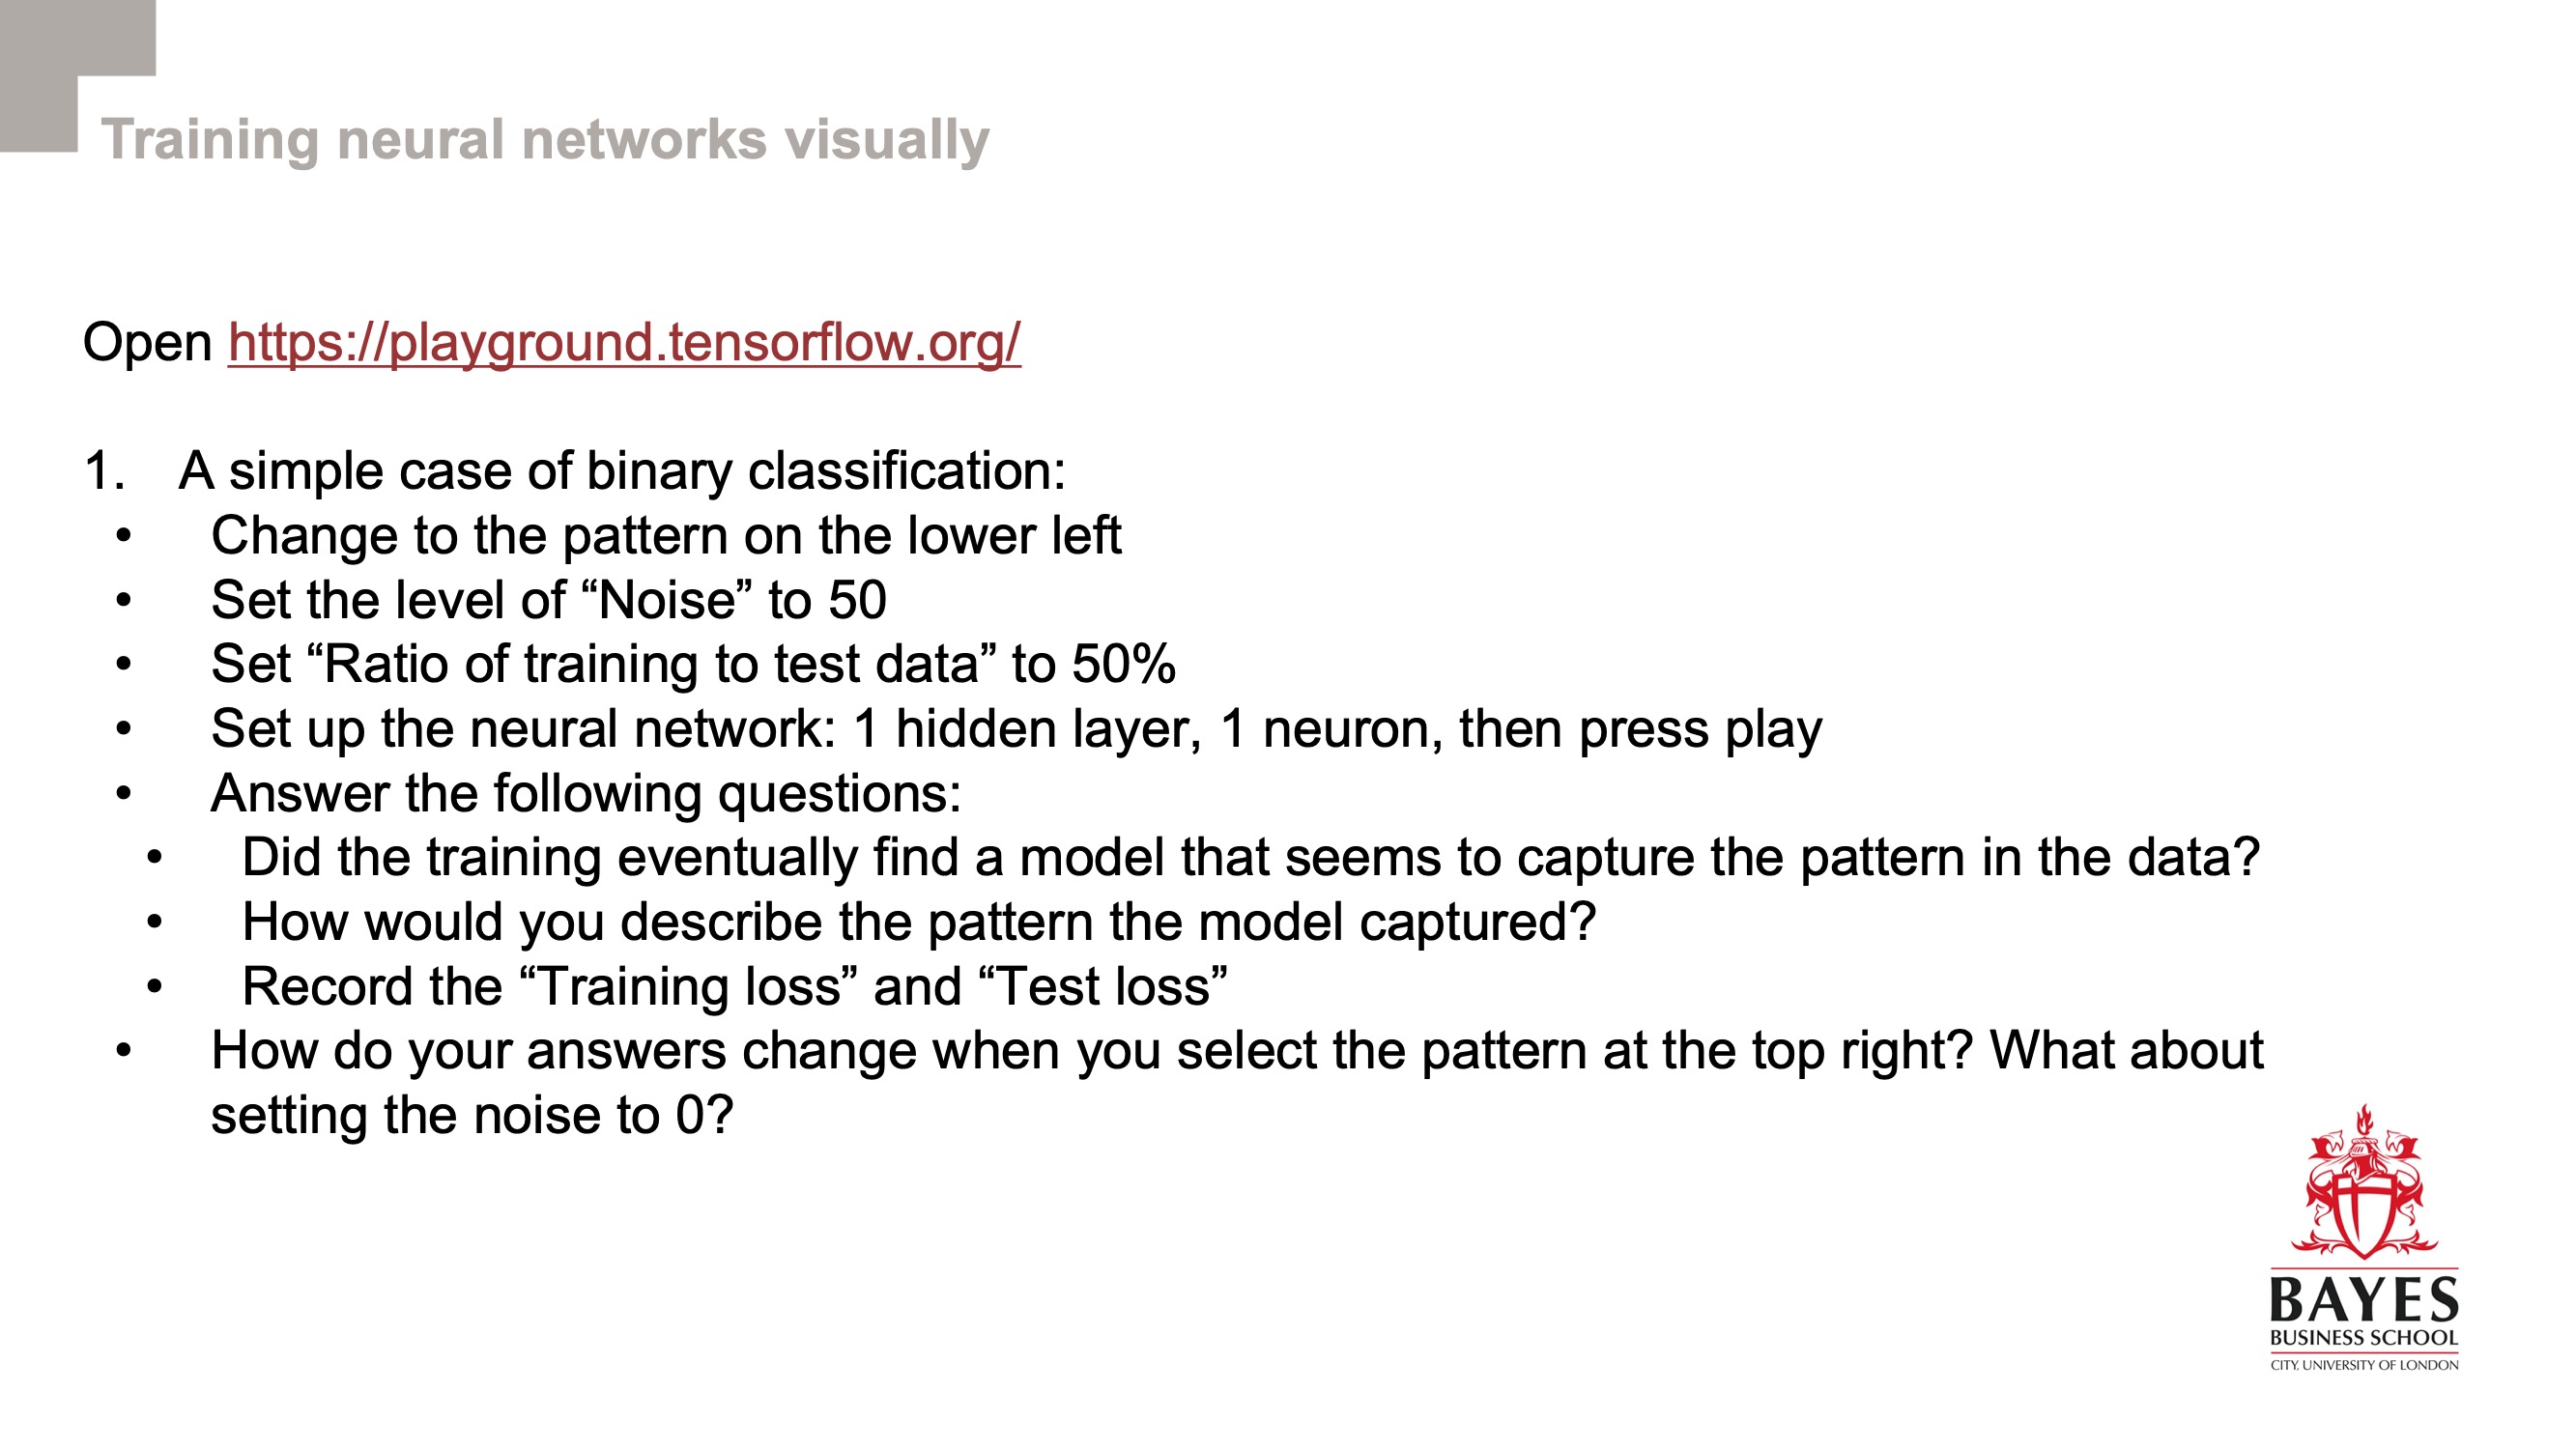 Training neural networks visually
Open https://playground.tensorflow.org/
1. A simple case of binary classification:
• Change to the pattern on the lower left
• Set the level of “Noise” to 50
• Set “Ratio of training to test data” to 50%
• Set up the neural network: 1 hidden layer, 1 neuron, then press play
• Answer the following questions:
• Did the training eventually find a model that seems to capture the pattern in the data?
• How would you describe the pattern the model captured?
• Record the “Training loss” and “Test loss”
• How do your answers change when you select the pattern at the top right? What about
setting the noise to 0?
BAYES
BUSINESS SCHOOL
CITY, UNIVERSITY OF LONDON